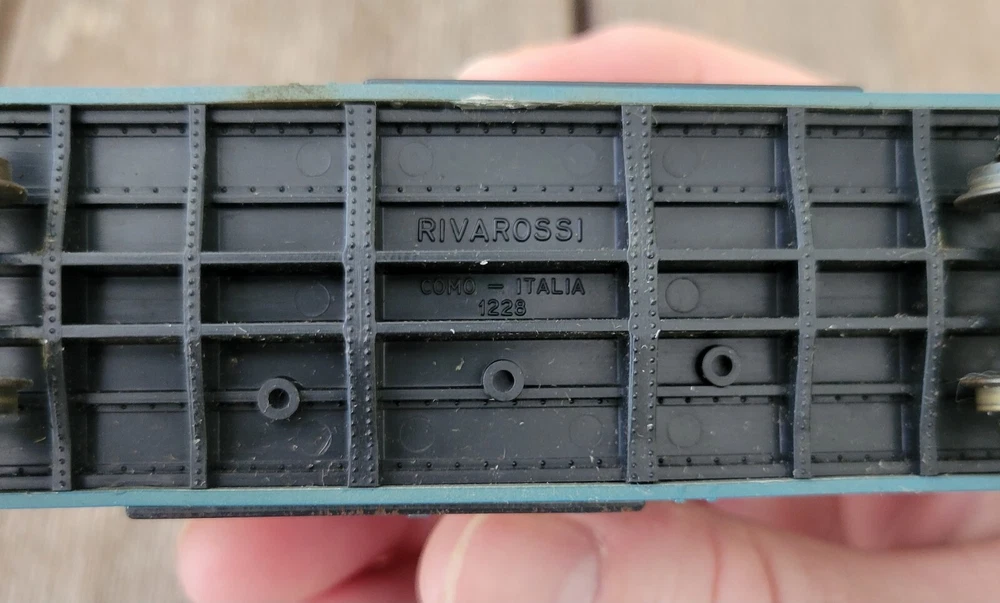 RIVAROSSI
COMO – ITALIA
1228